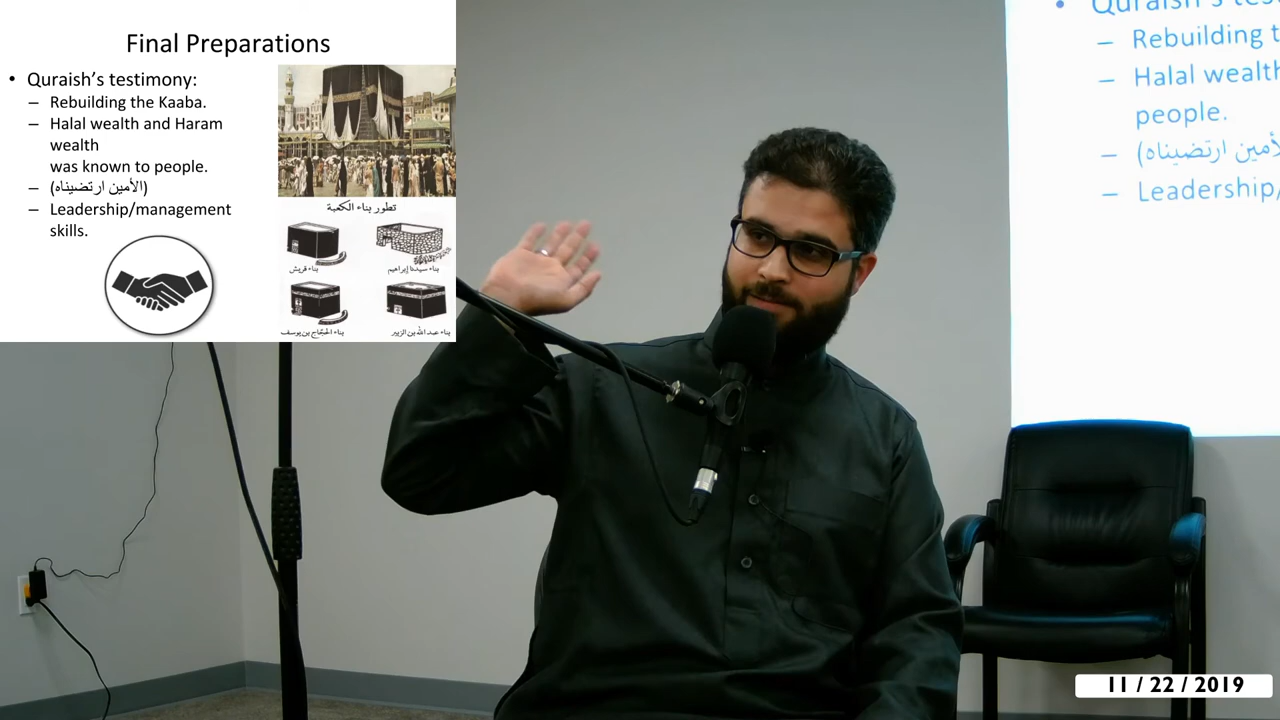 Final Preparations
• Quraish's testimony:
– Rebuilding the Kaaba.
– Halal wealth and Haram
wealth
was known to people.
– (الأمين ارتضيناه)
– Leadership/management
skills.
تطور بناء الكعبة
بناء سيدنا إبراهيم
بناء قريش
بناء عبد الله بن الزبير
بناء الحجاج بن يوسف
• Quraish's tes
– Rebuilding t
– Halal wealth
people.
– (الأمين ارتضيناه
– Leadership/
11 / 22 / 2019